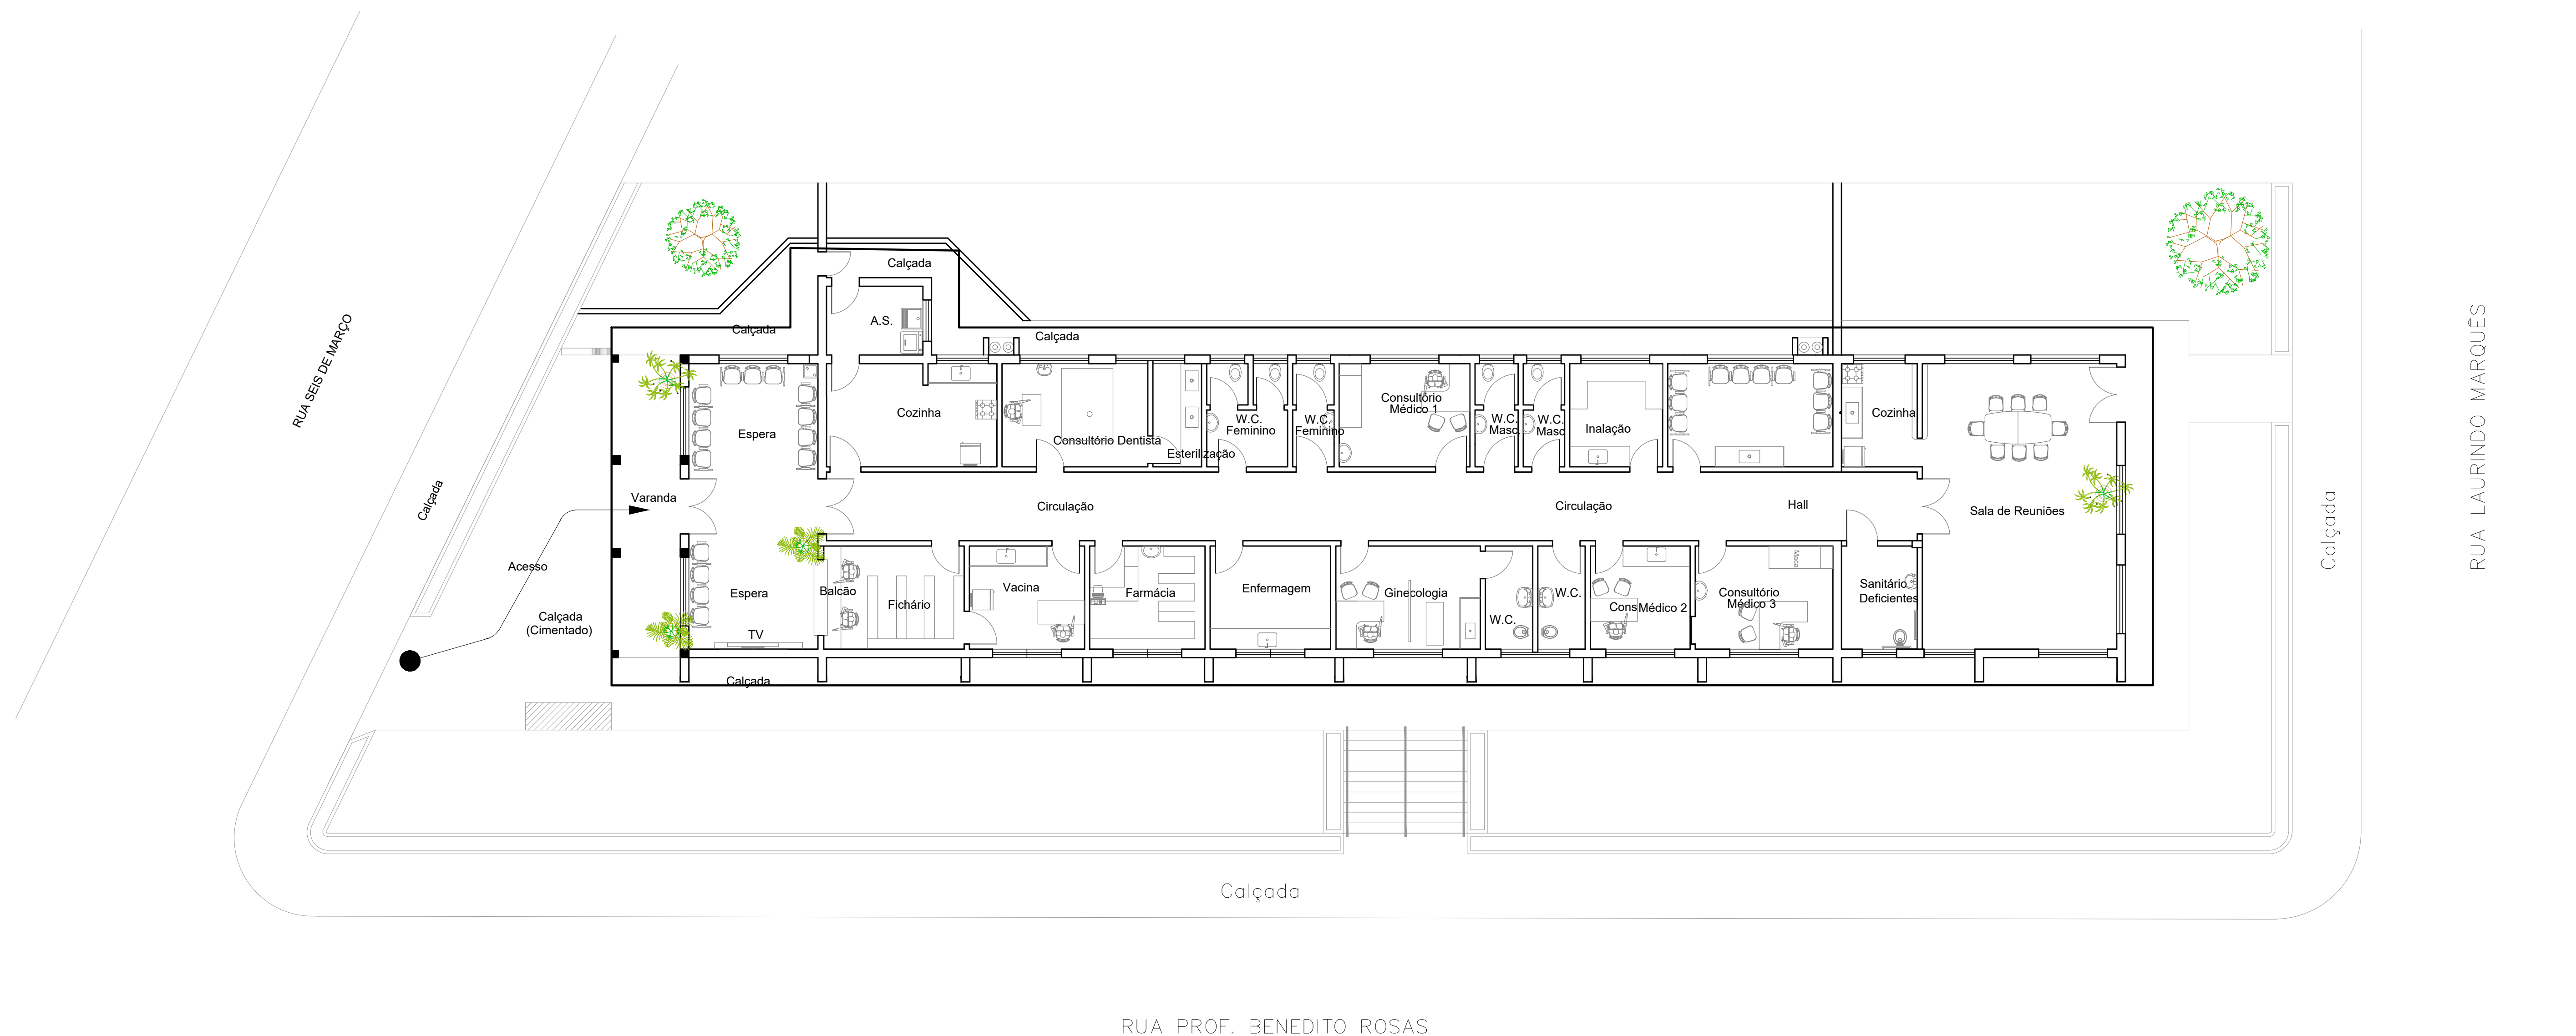 RUA SEIS DE MARÇO
Calçada
Calçada
Calçada
Calçada
A.S.
Espera
Cozinha
Consultório Dentista
Esterilização
W.C.
Feminino
W.C.
Feminino
Consultório
Médico 1
W.C.
Masc.
W.C.
Masc
Inalação
Cozinha
Varanda
Circulação
Circulação
Hall
Sala de Reuniões
Acesso
Calçada
(Cimentado)
Espera
TV
Balcão
Fichário
Vacina
Farmácia
Enfermagem
Ginecologia
W.C.
W.C.
Cons Médico 2
Consultório
Médico 3
Maca
Sanitário
Deficientes
Calçada
Calçada
RUA LAURINDO MARQUÊS
Calçada
RUA PROF. BENEDITO ROSAS